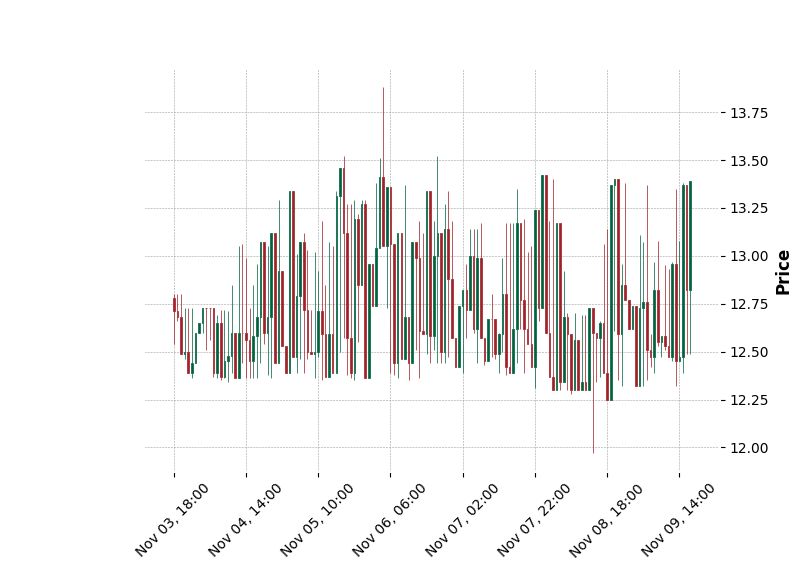 13.75
13.50
13.25
13.00
12.75
12.50
12.25
12.00
Price
Nov 03, 18:00
Nov 04, 14:00
Nov 05, 10:00
Nov 06, 06:00
Nov 07, 02:00
Nov 07, 22:00
Nov 08, 18:00
Nov 09, 14:00